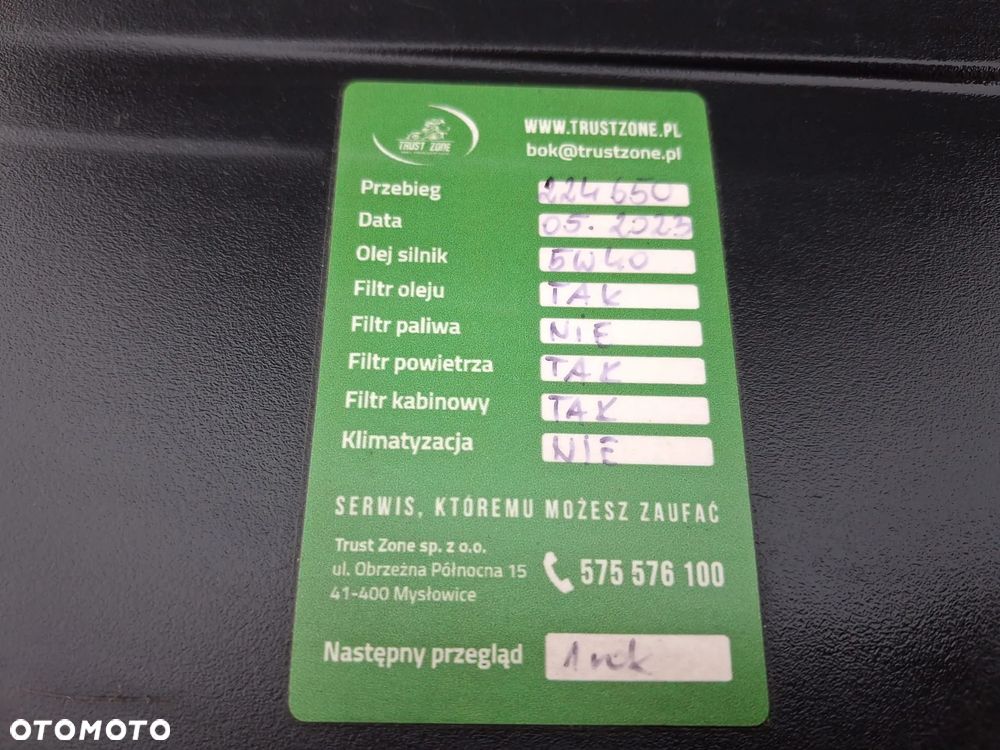 TRUST ZONE
WWW.TRUSTZONE.PL
bok@trustzone.pl
Przebieg 224 650
Data 05. 2023
Olej silnik 5W40
Filtr oleju TAK
Filtr paliwa NIE
Filtr powietrza TAK
Filtr kabinowy TAK
Klimatyzacja NIE
SERWIS, KTÓREMU MOŻESZ ZAUFAĆ
Trust Zone sp. z o.o.
ul. Obrzeżna Północna 15
41-400 Mysłowice
575 576 100
Następny przegląd 1 rok
OTOMOTO